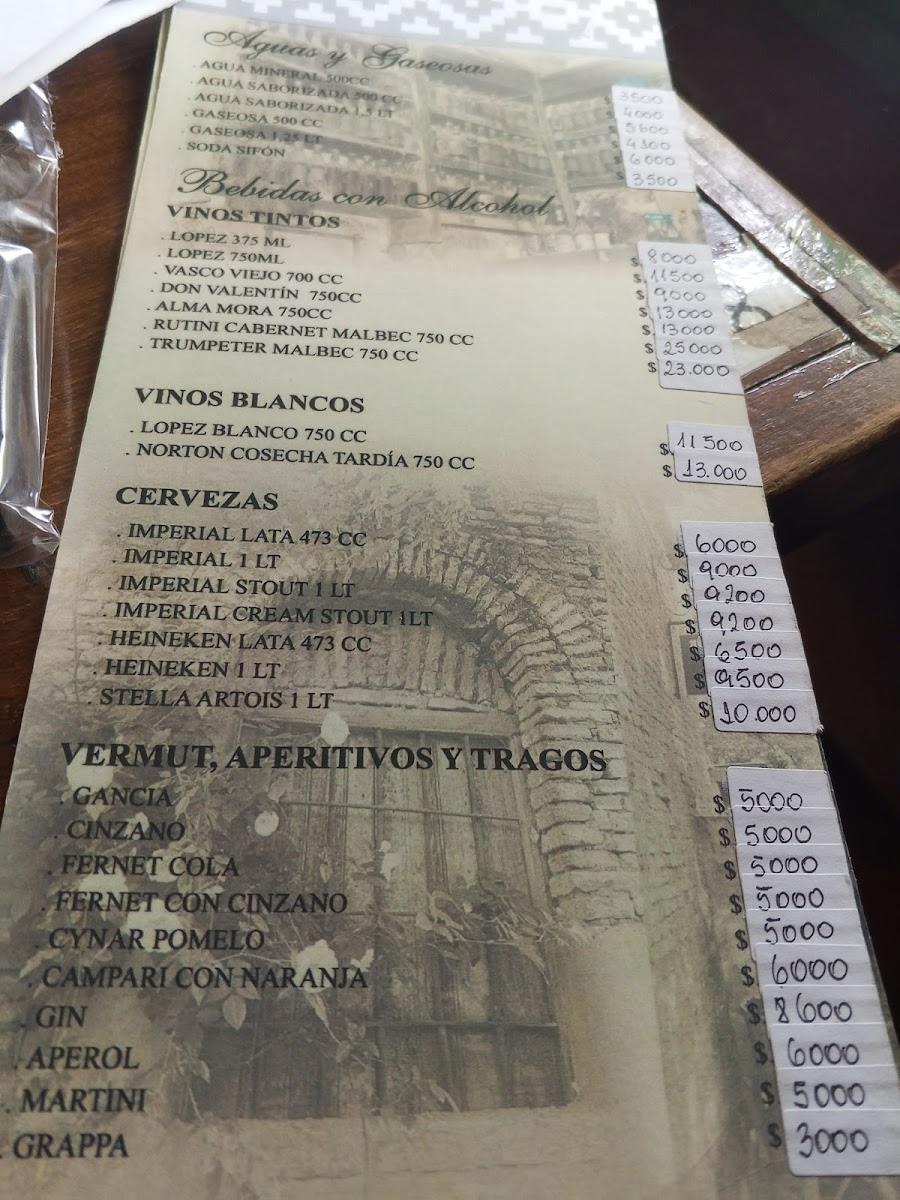 Aguas y Gaseosas
. AGUA MINERAL 500CC $ 3500
. AGUA SABORIZADA 500 CC 4000
. AGUA SABORIZADA 1,5 LT 5600
. GASEOSA 500 CC $ 4100
. GASEOSA 1,25 LT $ 6000
. SODA SIFÓN $ 3500
Bebidas con Alcohol
VINOS TINTOS
. LOPEZ 375 ML $ 8000
. LOPEZ 750ML $ 11500
. VASCO VIEJO 700 CC $ 9000
. DON VALENTÍN 750CC $ 13000
. ALMA MORA 750CC $ 13000
. RUTINI CABERNET MALBEC 750 CC $ 25000
. TRUMPETER MALBEC 750 CC $ 23.000
VINOS BLANCOS
. LOPEZ BLANCO 750 CC $ 11500
. NORTON COSECHA TARDÍA 750 CC $ 13.000
CERVEZAS
. IMPERIAL LATA 473 CC $ 6000
. IMPERIAL 1 LT $ 9000
. IMPERIAL STOUT 1 LT $ 9200
. IMPERIAL CREAM STOUT 1LT $ 9200
. HEINEKEN LATA 473 CC $ 6500
. HEINEKEN 1 LT $ 9500
. STELLA ARTOIS 1 LT $ 10.000
VERMUT, APERITIVOS Y TRAGOS
. GANCIA $ 5000
. CINZANO $ 5000
. FERNET COLA $ 5000
. FERNET CON CINZANO $ 5000
. CYNAR POMELO $ 5000
. CAMPARI CON NARANJA $ 6000
. GIN $ 8600
. APEROL $ 6000
. MARTINI $ 5000
. GRAPPA $ 3000